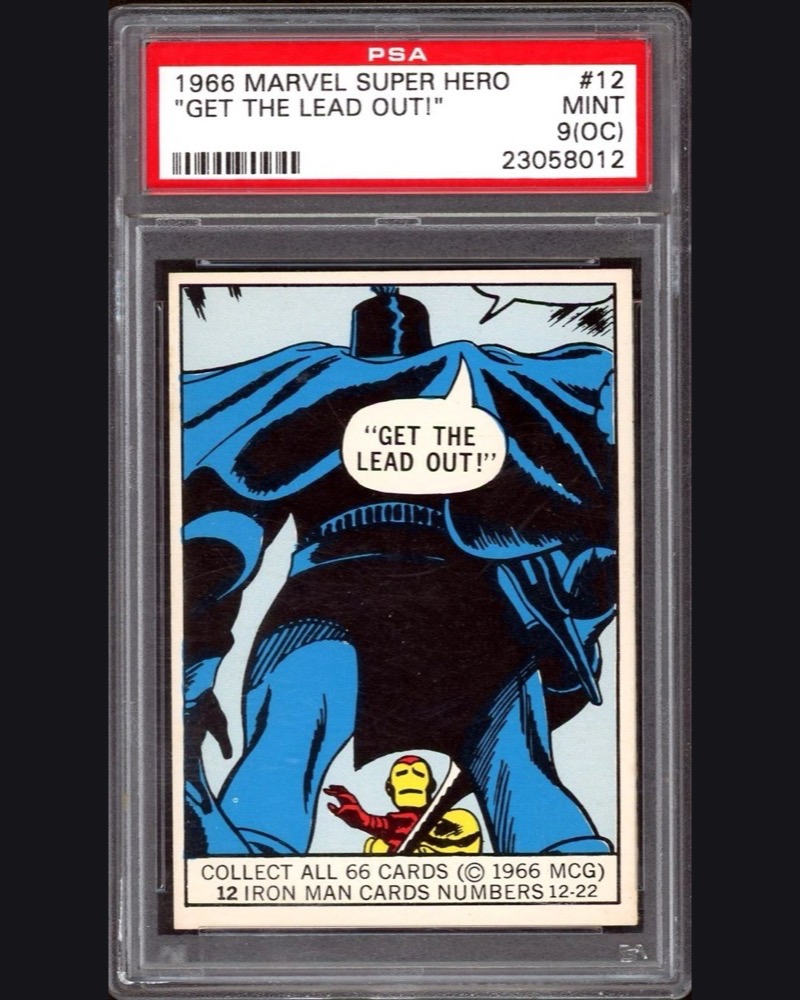 PSA
1966 MARVEL SUPER HERO #12
"GET THE LEAD OUT!" MINT
9(OC)
23058012
“GET THE
LEAD OUT!”
COLLECT ALL 66 CARDS (© 1966 MCG)
12 IRON MAN CARDS NUMBERS 12-22